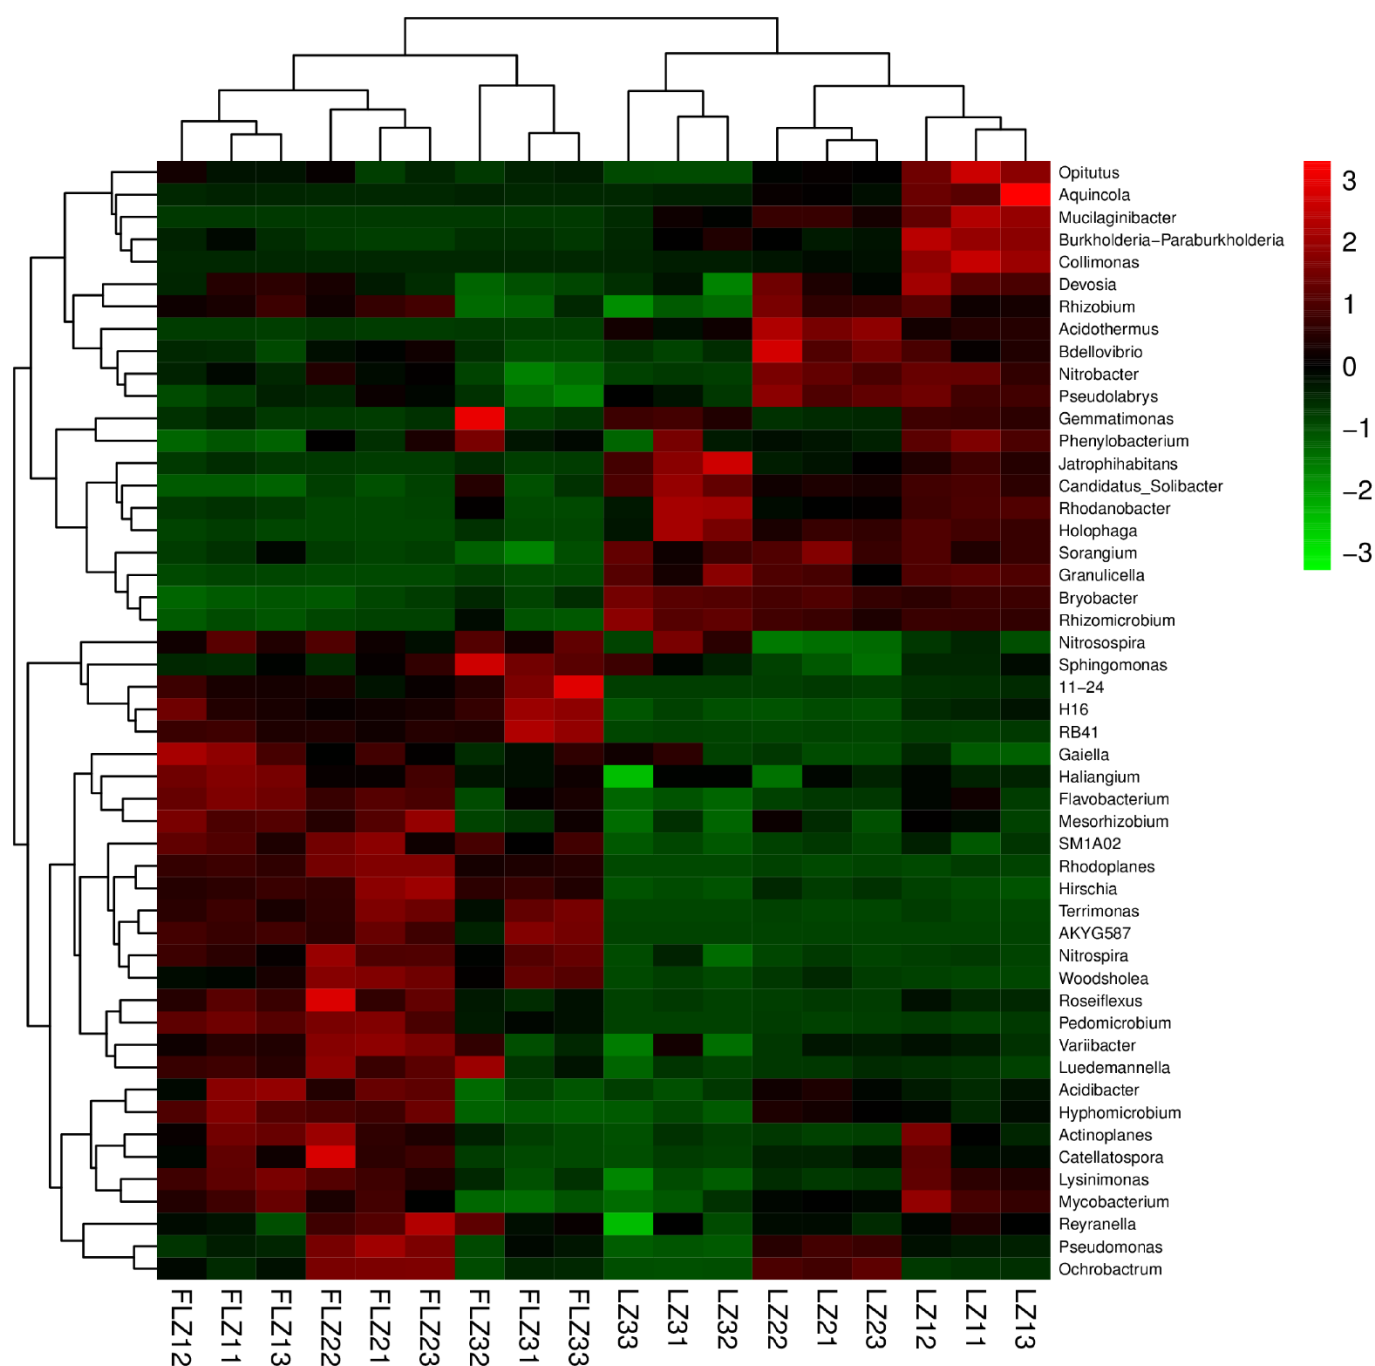 Opitutus
Aquincola
Mucilaginibacter
Burkholderia−Paraburkholderia
Collimonas
Devosia
Rhizobium
Acidothermus
Bdellovibrio
Nitrobacter
Pseudolabrys
Gemmatimonas
Phenylobacterium
Jatrophihabitans
Candidatus_Solibacter
Rhodanobacter
Holophaga
Sorangium
Granulicella
Bryobacter
Rhizomicrobium
Nitrosospira
Sphingomonas
11−24
H16
RB41
Gaiella
Haliangium
Flavobacterium
Mesorhizobium
SM1A02
Rhodoplanes
Hirschia
Terrimonas
AKYG587
Nitrospira
Woodsholea
Roseiflexus
Pedomicrobium
Variibacter
Luedemannella
Acidibacter
Hyphomicrobium
Actinoplanes
Catellatospora
Lysinimonas
Mycobacterium
Reyranella
Pseudomonas
Ochrobactrum
3
2
1
0
−1
−2
−3
FLZ12
FLZ11
FLZ13
FLZ22
FLZ21
FLZ23
FLZ32
FLZ31
FLZ33
LZ33
LZ31
LZ32
LZ22
LZ21
LZ23
LZ12
LZ11
LZ13